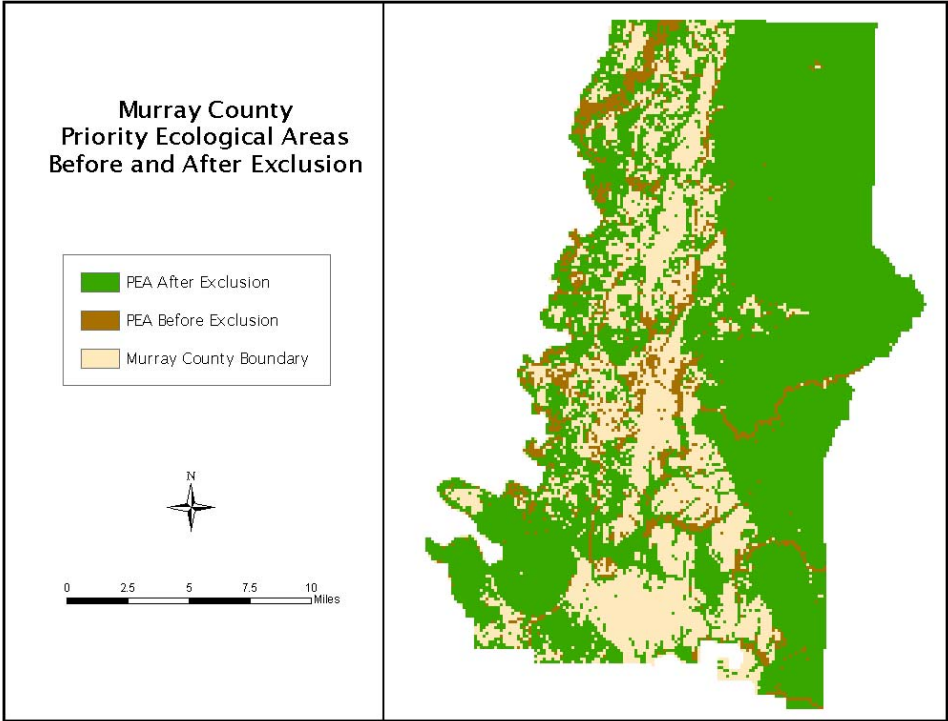 Murray County
Priority Ecological Areas
Before and After Exclusion
PEA After Exclusion
PEA Before Exclusion
Murray County Boundary
N
0 2.5 5 7.5 10
Miles